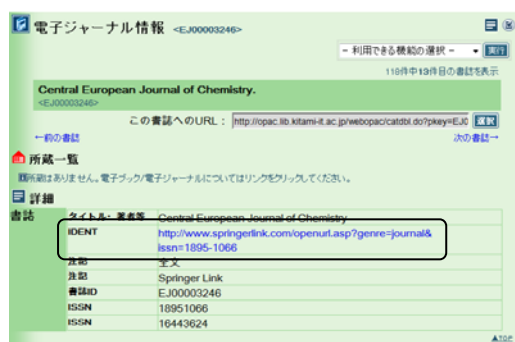 電子ジャーナル情報 <EJ00003246>
- 利用できる機能の選択 - 実行
118件中13件目の書誌を表示
Central European Journal of Chemistry.
<EJ00003246>
この書誌へのURL： http://opac.lib.kitami-it.ac.jp/webopac/catdbl.do?pkey=EJ0 選択
←前の書誌 次の書誌→
所蔵一覧
所蔵はありません。電子ブック/電子ジャーナルについてはリンクをクリックしてください。
詳細
書誌 タイトル・著者等 Central European Journal of Chemistry
IDENT http://www.springerlink.com/openurl.asp?genre=journal&
issn=1895-1066
注記 全文
注記 Springer Link
書誌ID EJ00003246
ISSN 18951066
ISSN 16443624
▲TOP